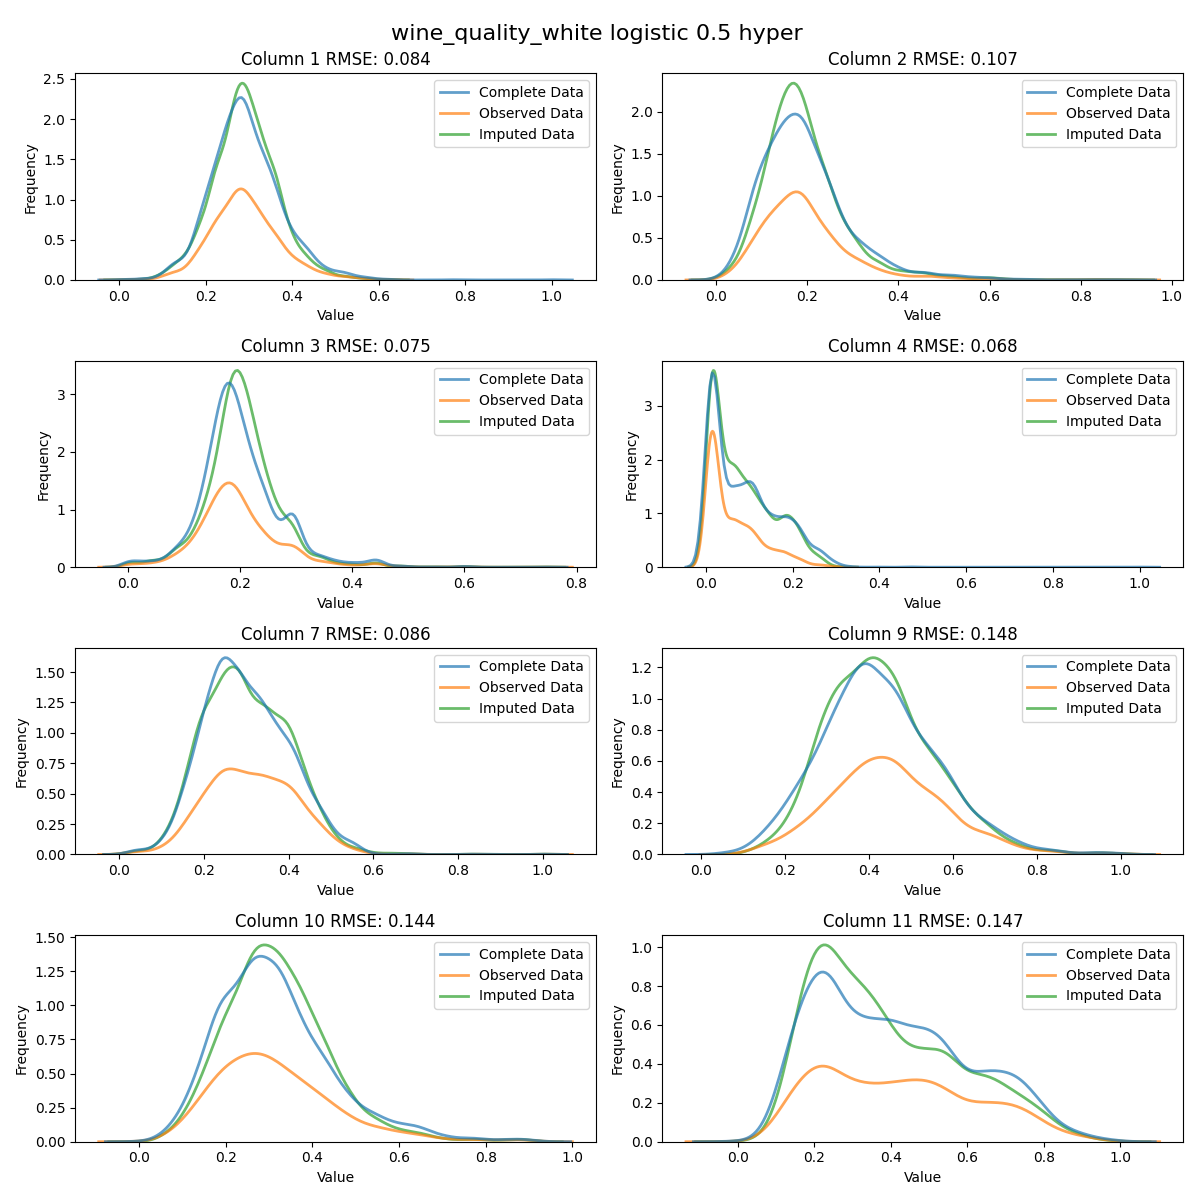 wine_quality_white logistic 0.5 hyper
Column 1 RMSE: 0.084
Frequency
2.5
2.0
1.5
1.0
0.5
0.0
0.0 0.2 0.4 0.6 0.8 1.0
Value
Complete Data
Observed Data
Imputed Data
Column 2 RMSE: 0.107
Frequency
2.0
1.5
1.0
0.5
0.0
0.0 0.2 0.4 0.6 0.8 1.0
Value
Complete Data
Observed Data
Imputed Data
Column 3 RMSE: 0.075
Frequency
3
2
1
0
0.0 0.2 0.4 0.6 0.8
Value
Complete Data
Observed Data
Imputed Data
Column 4 RMSE: 0.068
Frequency
3
2
1
0
0.0 0.2 0.4 0.6 0.8 1.0
Value
Complete Data
Observed Data
Imputed Data
Column 7 RMSE: 0.086
Frequency
1.50
1.25
1.00
0.75
0.50
0.25
0.00
0.0 0.2 0.4 0.6 0.8 1.0
Value
Complete Data
Observed Data
Imputed Data
Column 9 RMSE: 0.148
Frequency
1.2
1.0
0.8
0.6
0.4
0.2
0.0
0.0 0.2 0.4 0.6 0.8 1.0
Value
Complete Data
Observed Data
Imputed Data
Column 10 RMSE: 0.144
Frequency
1.50
1.25
1.00
0.75
0.50
0.25
0.00
0.0 0.2 0.4 0.6 0.8 1.0
Value
Complete Data
Observed Data
Imputed Data
Column 11 RMSE: 0.147
Frequency
1.0
0.8
0.6
0.4
0.2
0.0
0.0 0.2 0.4 0.6 0.8 1.0
Value
Complete Data
Observed Data
Imputed Data